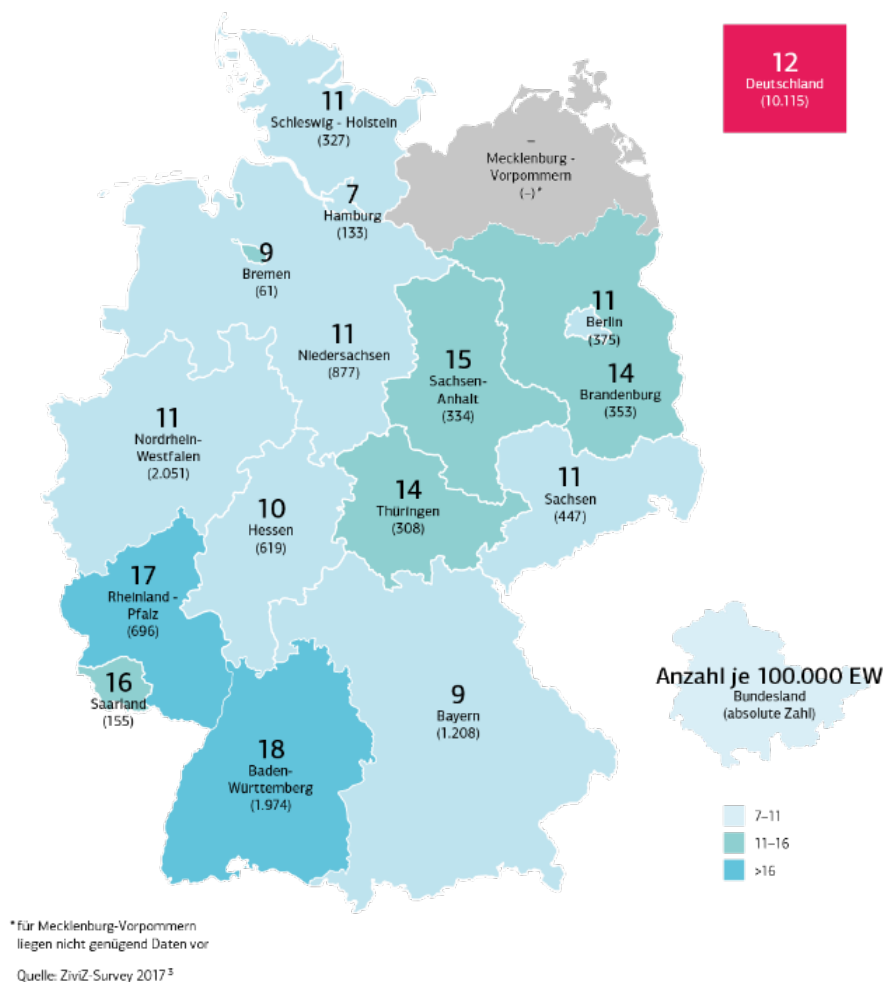 12
Deutschland
(10.115)
11
Schleswig - Holstein
(327)
–
Mecklenburg -
Vorpommern
(–)*
7
Hamburg
(133)
9
Bremen
(61)
11
Berlin
(375)
11
Niedersachsen
(877)
15
Sachsen-
Anhalt
(334)
14
Brandenburg
(353)
11
Nordrhein-
Westfalen
(2.051)
10
Hessen
(619)
14
Thüringen
(308)
11
Sachsen
(447)
17
Rheinland -
Pfalz
(696)
16
Saarland
(155)
9
Bayern
(1.208)
18
Baden-
Württemberg
(1.974)
Anzahl je 100.000 EW
Bundesland
(absolute Zahl)
7–11
11–16
>16
*für Mecklenburg-Vorpommern
liegen nicht genügend Daten vor
Quelle: ZiviZ-Survey 2017³